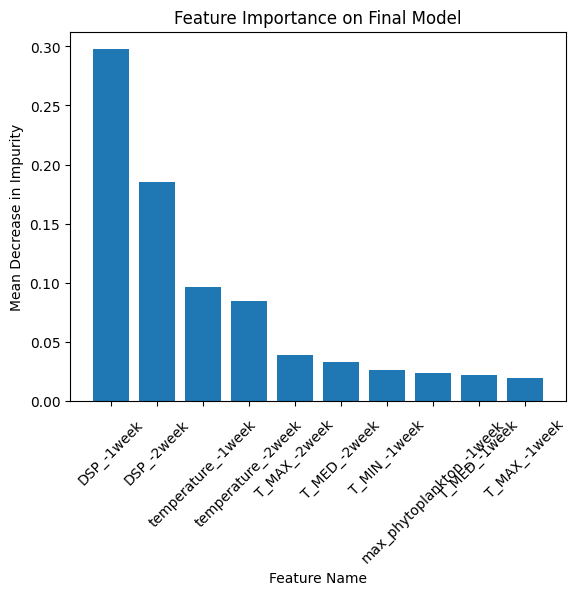 Feature Importance on Final Model
Mean Decrease in Impurity
0.30
0.25
0.20
0.15
0.10
0.05
0.00
DSP_-1week
DSP_-2week
temperature_-1week
temperature_-2week
T_MAX_-2week
T_MED_-2week
T_MIN_-1week
max_phytoplankton_-1week
T_MED_-1week
T_MAX_-1week
Feature Name